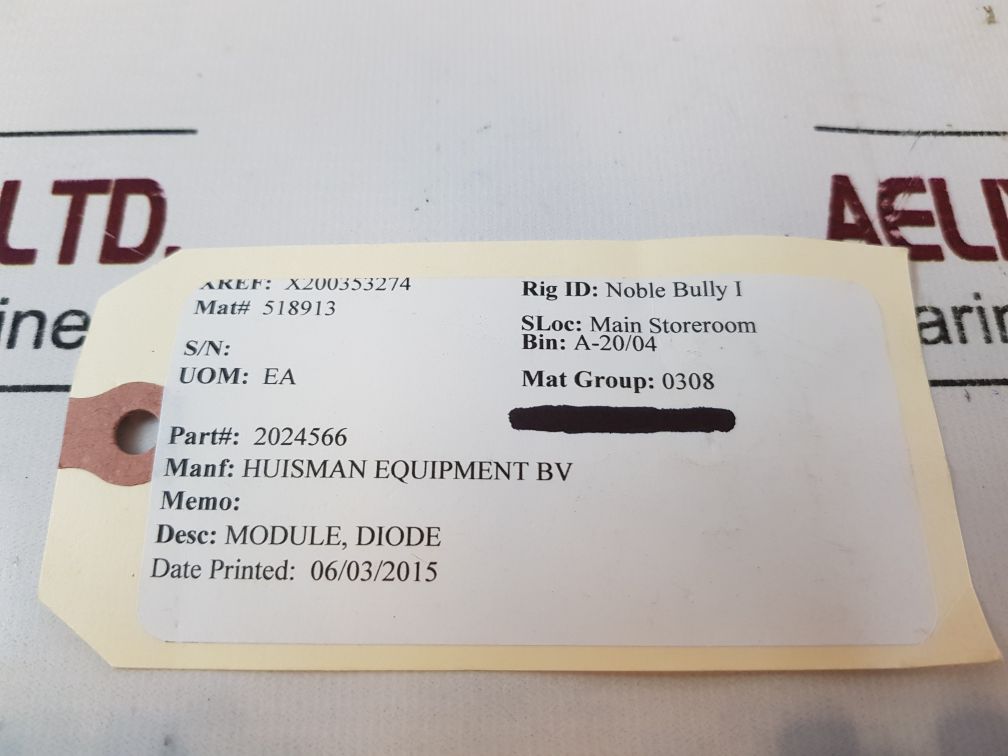 LTD.
AELI
ine
arin
XREF: X200353274
Mat# 518913
S/N:
UOM: EA
Part#: 2024566
Manf: HUISMAN EQUIPMENT BV
Memo:
Desc: MODULE, DIODE
Date Printed: 06/03/2015
Rig ID: Noble Bully I
SLoc: Main Storeroom
Bin: A-20/04
Mat Group: 0308